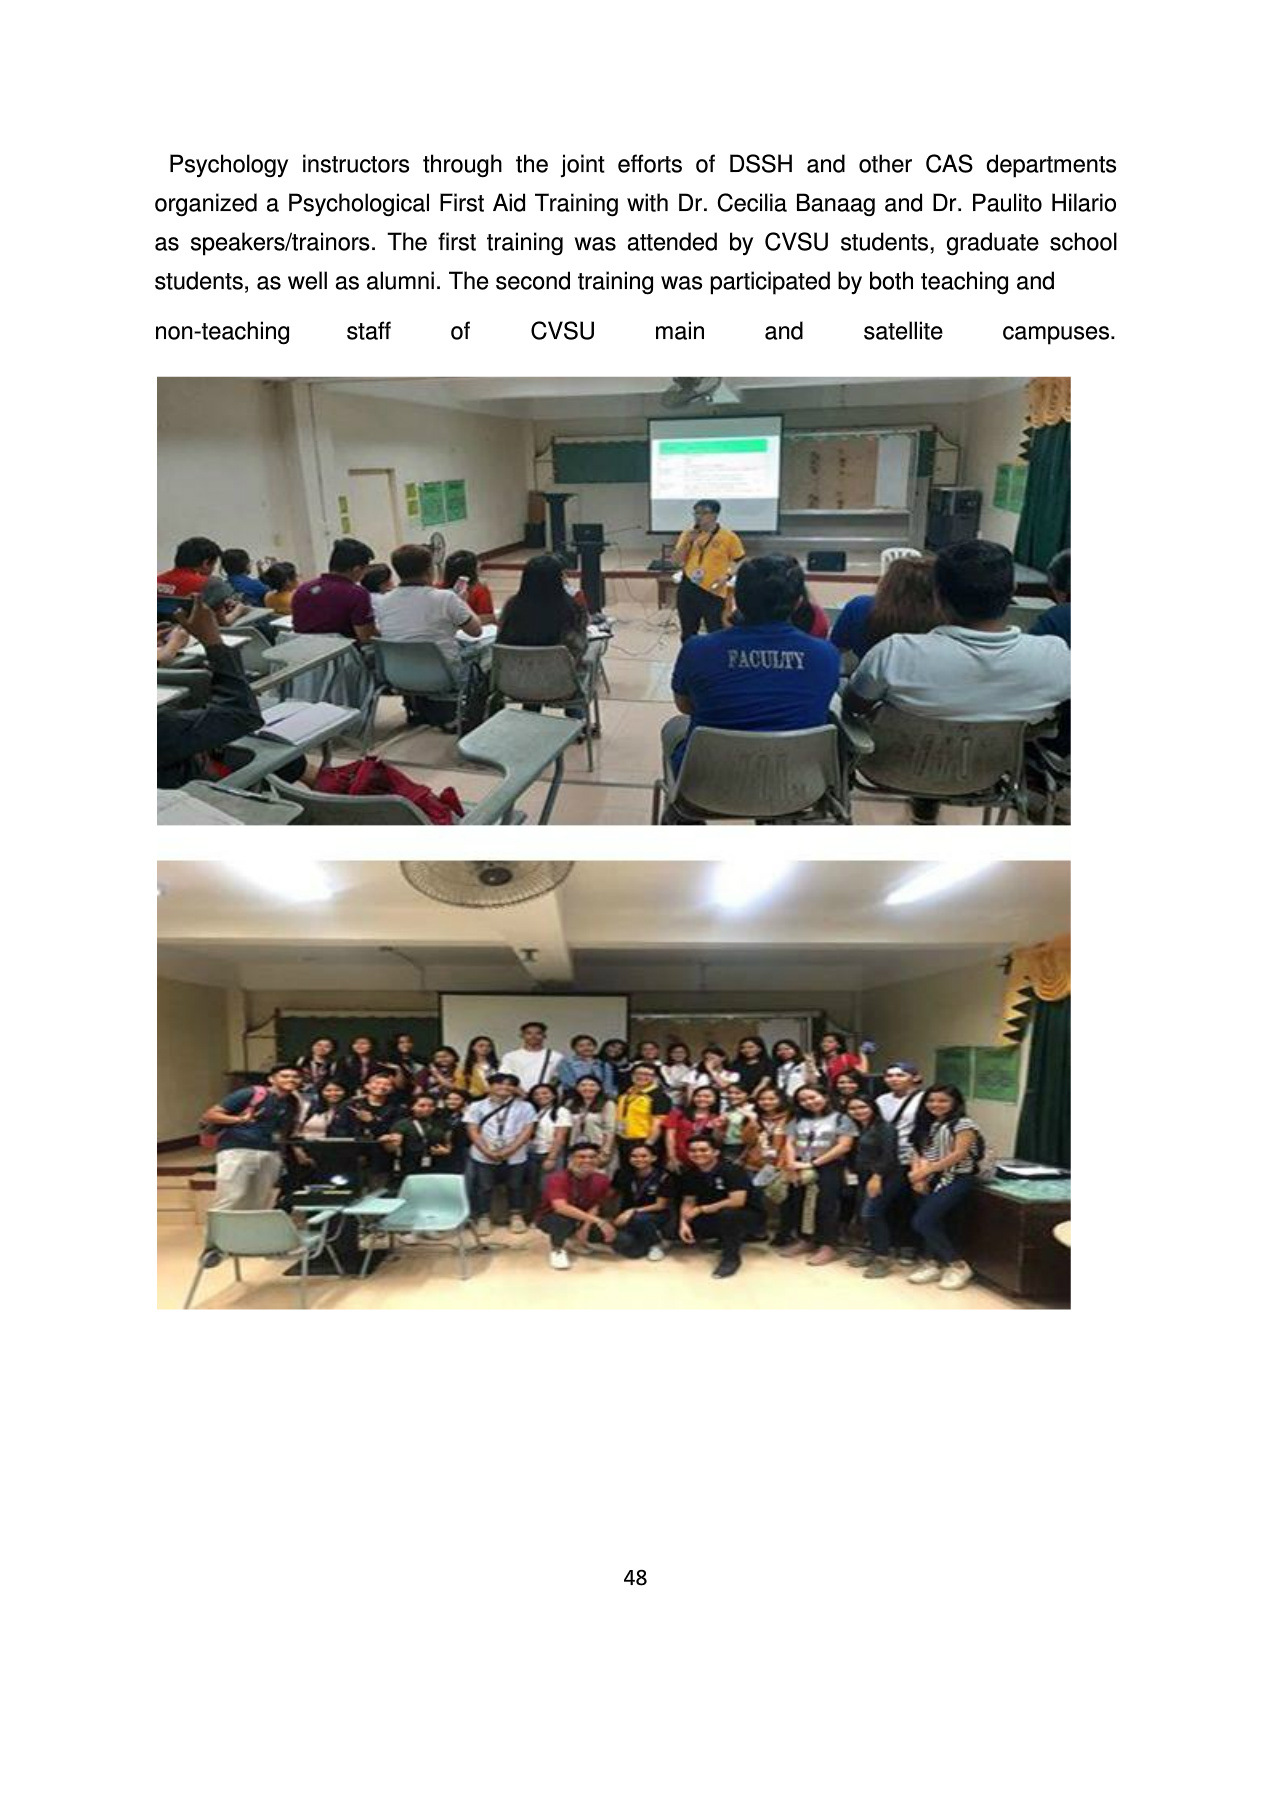 Psychology instructors through the joint efforts of DSSH and other CAS departments
organized a Psychological First Aid Training with Dr. Cecilia Banaag and Dr. Paulito Hilario
as speakers/trainors. The first training was attended by CVSU students, graduate school
students, as well as alumni. The second training was participated by both teaching and
non-teaching staff of CVSU main and satellite campuses.
FACULTY
48